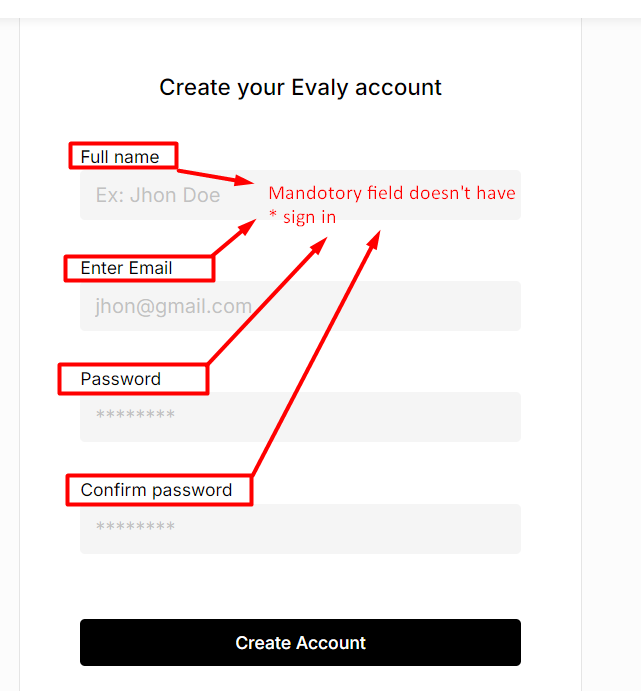 Create your Evaly account
Full name
Ex: Jhon Doe
Mandotory field doesn't have
* sign in
Enter Email
jhon@gmail.com
Password
********
Confirm password
********
Create Account